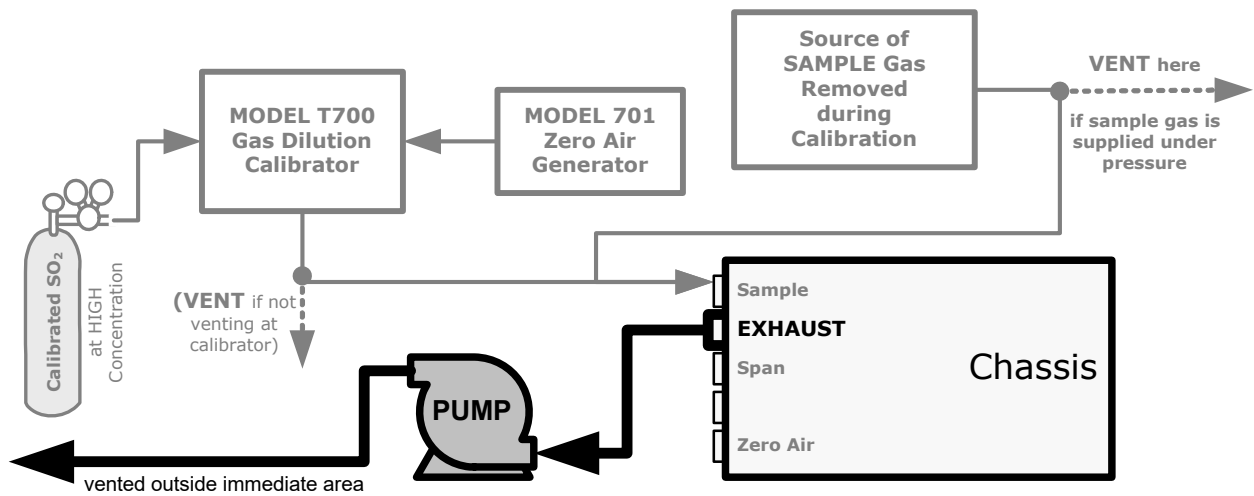 MODEL T700
Gas Dilution
Calibrator
MODEL 701
Zero Air
Generator
Source of
SAMPLE Gas
Removed
during
Calibration
VENT here
if sample gas is
supplied under
pressure
Calibrated SO₂
at HIGH
Concentration
(VENT if not
venting at
calibrator)
Sample
EXHAUST
Span
Zero Air
Chassis
PUMP
vented outside immediate area